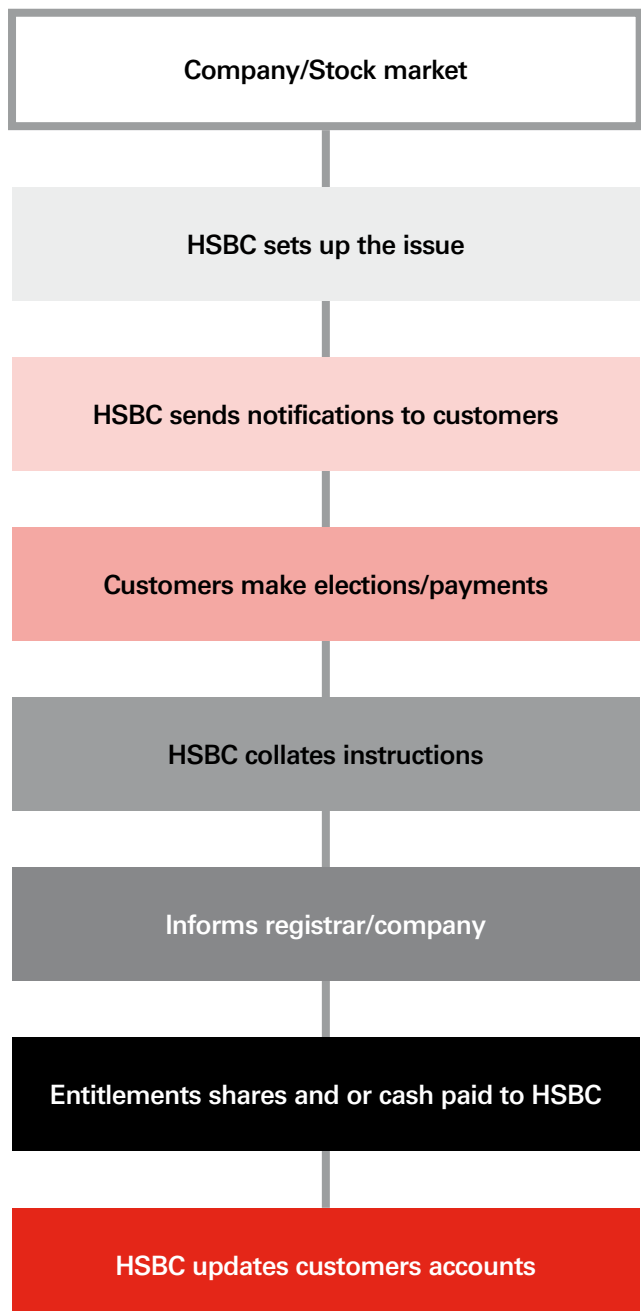 Company/Stock market
HSBC sets up the issue
HSBC sends notifications to customers
Customers make elections/payments
HSBC collates instructions
Informs registrar/company
Entitlements shares and or cash paid to HSBC
HSBC updates customers accounts